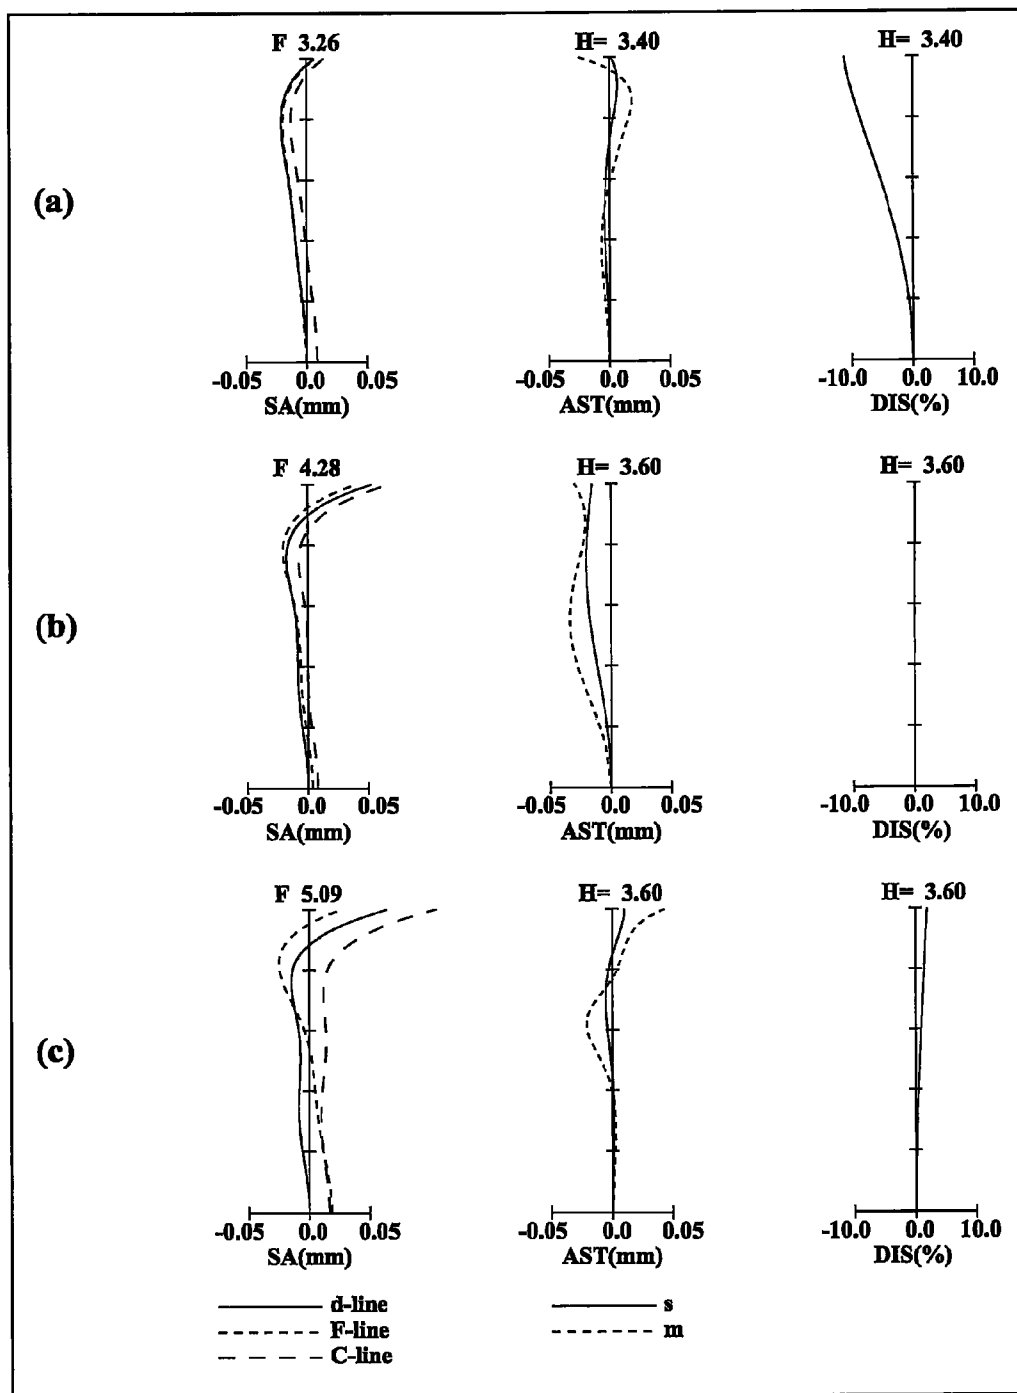 F 3.26 H= 3.40 H= 3.40
(a)
-0.05 0.0 0.05 -0.05 0.0 0.05 -10.0 0.0 10.0
SA(mm) AST(mm) DIS(%)
F 4.28 H= 3.60 H= 3.60
(b)
-0.05 0.0 0.05 -0.05 0.0 0.05 -10.0 0.0 10.0
SA(mm) AST(mm) DIS(%)
F 5.09 H= 3.60 H= 3.60
(c)
-0.05 0.0 0.05 -0.05 0.0 0.05 -10.0 0.0 10.0
SA(mm) AST(mm) DIS(%)
d-line s
F-line m
C-line